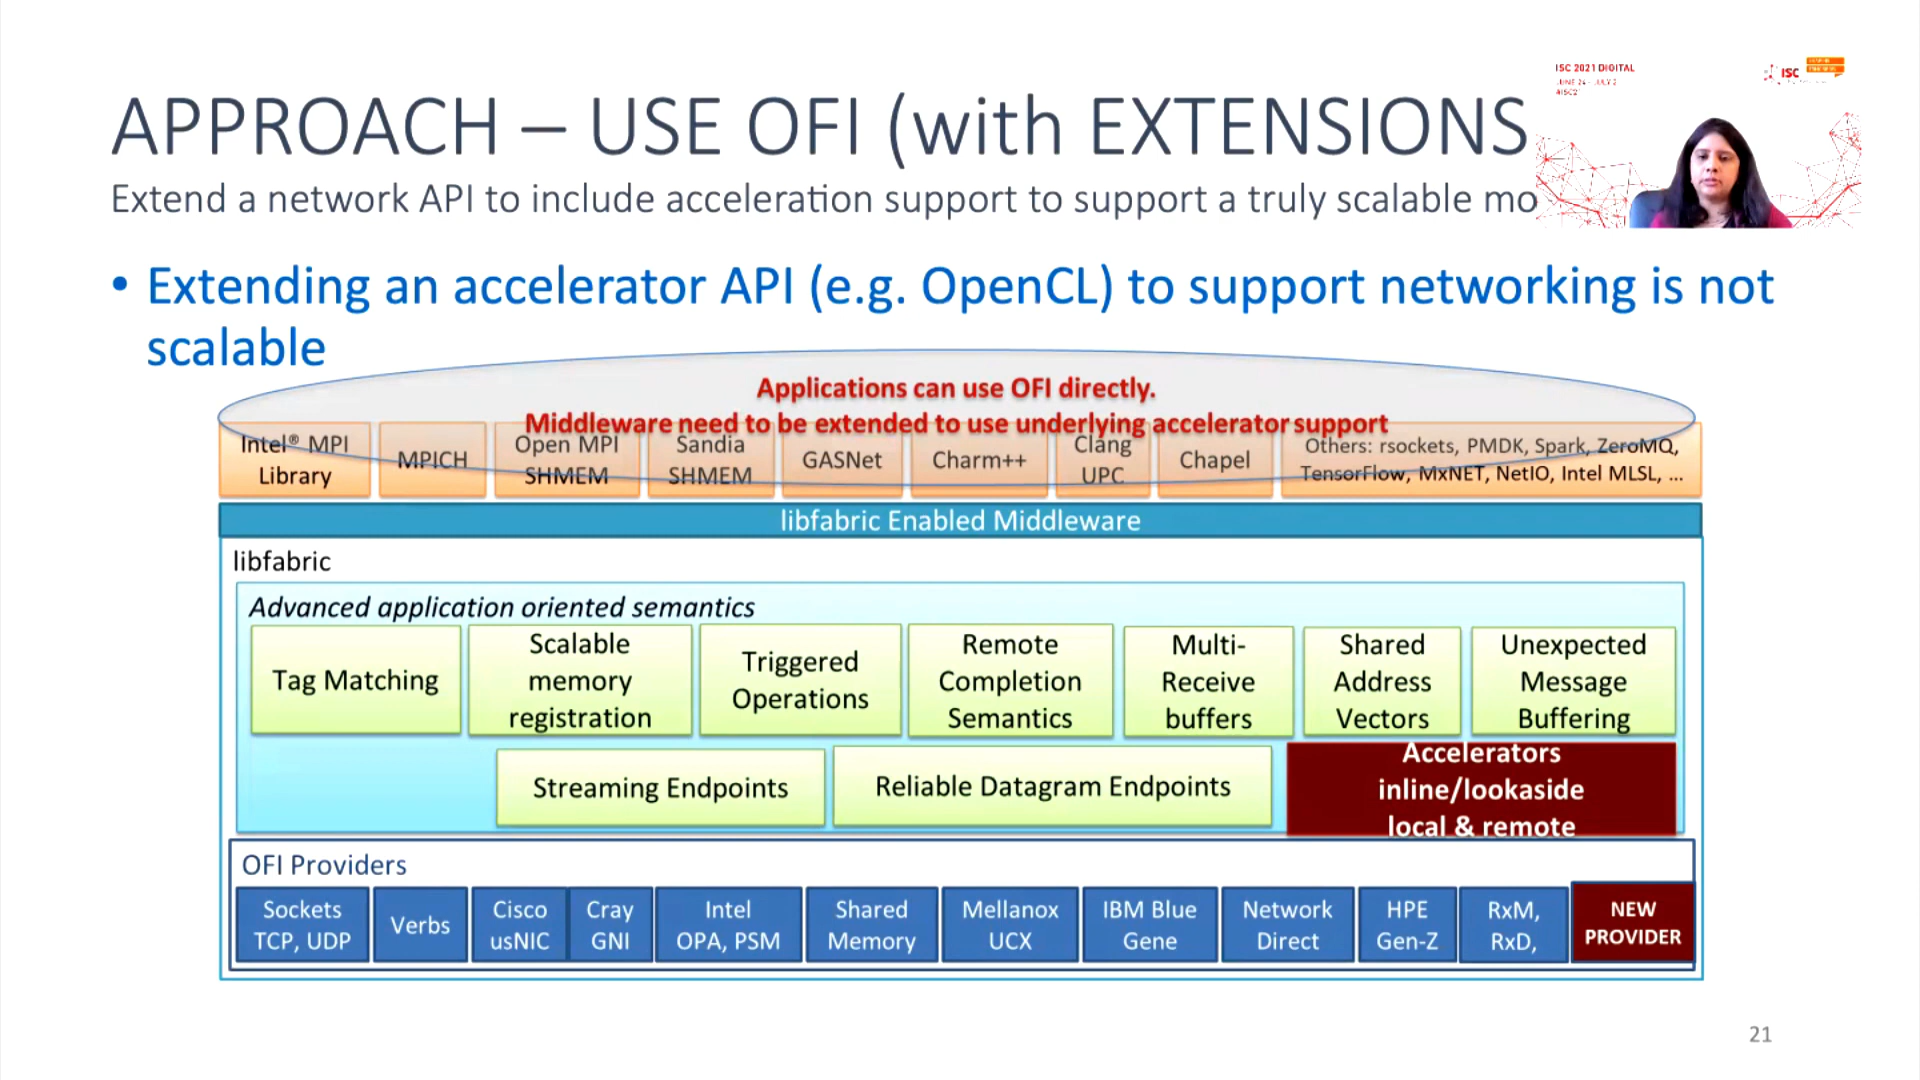 ISC 2021 DIGITAL
ISC
APPROACH – USE OFI (with EXTENSIONS
Extend a network API to include acceleration support to support a truly scalable mo
• Extending an accelerator API (e.g. OpenCL) to support networking is not
scalable
Applications can use OFI directly.
Middleware need to be extended to use underlying accelerator support
Intel® MPI
Library
MPICH
Open MPI
SHMEM
Sandia
SHMEM
GASNet
Charm++
Clang
UPC
Chapel
Others: rsockets, PMDK, Spark, ZeroMQ,
TensorFlow, MxNET, NetIO, Intel MLSL, ...
libfabric Enabled Middleware
libfabric
Advanced application oriented semantics
Tag Matching
Scalable
memory
registration
Triggered
Operations
Remote
Completion
Semantics
Multi-
Receive
buffers
Shared
Address
Vectors
Unexpected
Message
Buffering
Streaming Endpoints
Reliable Datagram Endpoints
Accelerators
inline/lookaside
local & remote
OFI Providers
Sockets
TCP, UDP
Verbs
Cisco
usNIC
Cray
GNI
Intel
OPA, PSM
Shared
Memory
Mellanox
UCX
IBM Blue
Gene
Network
Direct
HPE
Gen-Z
RxM,
RxD,
NEW
PROVIDER
21